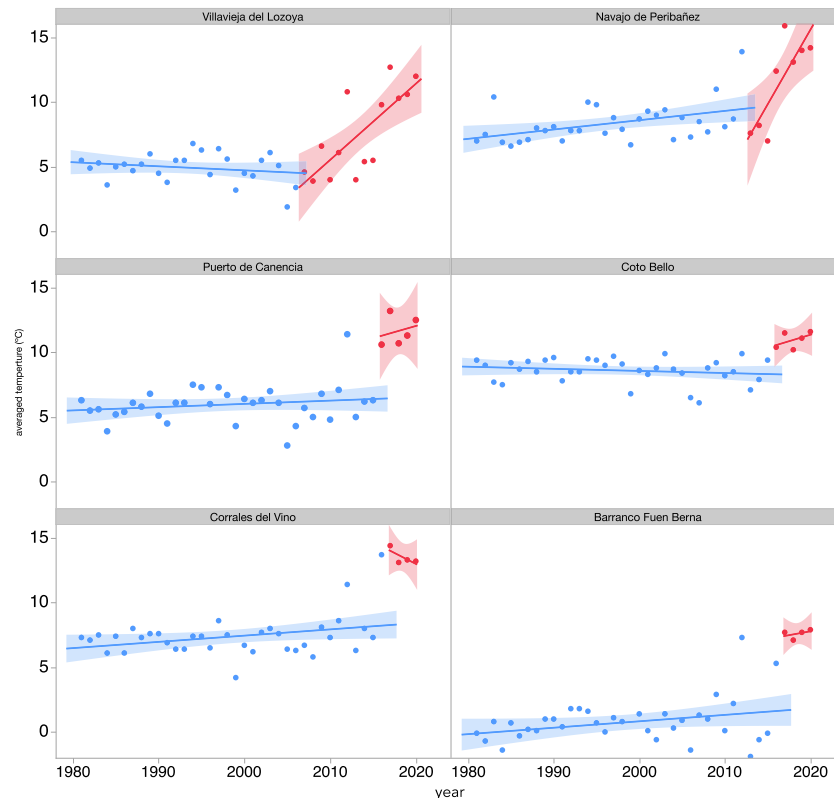 Villavieja del Lozoya Navajo de Peribañez
15
10
5
0
Puerto de Canencia Coto Bello
15
10
5
0
averaged temperture (ºC)
Corrales del Vino Barranco Fuen Berna
15
10
5
0
1980 1990 2000 2010 2020 1980 1990 2000 2010 2020
year